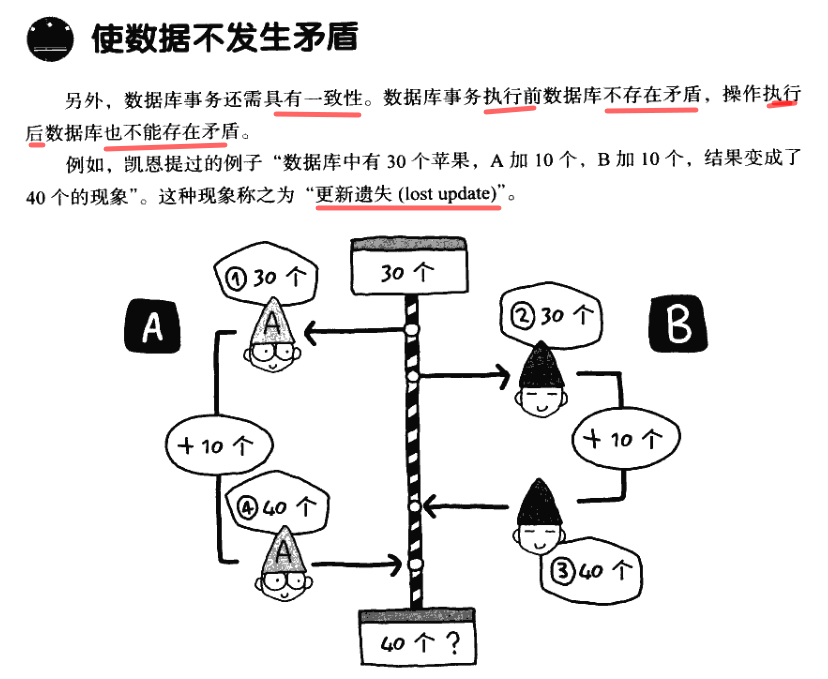 使数据不发生矛盾
另外，数据库事务还需具有一致性。数据库事务执行前数据库不存在矛盾，操作执行
后数据库也不能存在矛盾。
例如，凯恩提过的例子“数据库中有 30 个苹果，A 加 10 个，B 加 10 个，结果变成了
40 个的现象”。这种现象称之为“更新遗失 (lost update)”。
①30 个
30 个
②30 个
A
A
B
+10 个
+10 个
④40 个
A
③40 个
40 个？